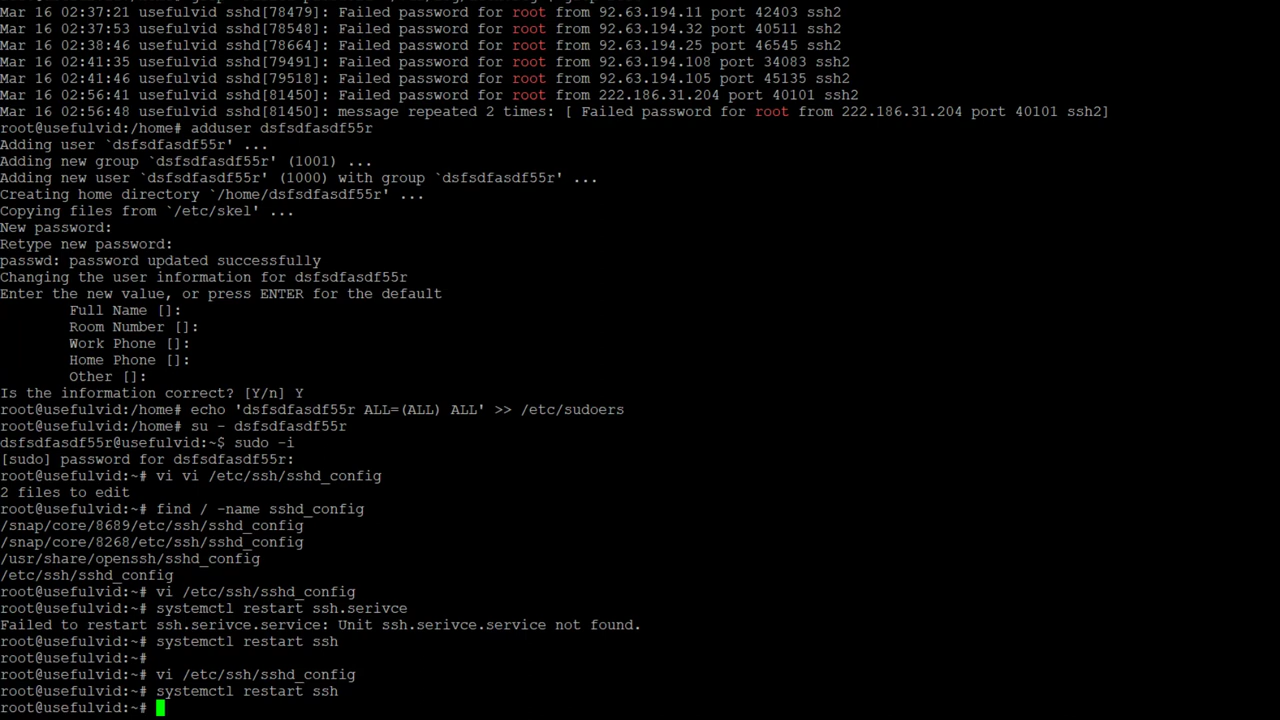 Mar 16 02:37:21 usefulvid sshd[78479]: Failed password for root from 92.63.194.11 port 42403 ssh2
Mar 16 02:37:53 usefulvid sshd[78548]: Failed password for root from 92.63.194.32 port 40511 ssh2
Mar 16 02:38:46 usefulvid sshd[78664]: Failed password for root from 92.63.194.25 port 46545 ssh2
Mar 16 02:41:35 usefulvid sshd[79491]: Failed password for root from 92.63.194.108 port 34083 ssh2
Mar 16 02:41:46 usefulvid sshd[79518]: Failed password for root from 92.63.194.105 port 45135 ssh2
Mar 16 02:56:41 usefulvid sshd[81450]: Failed password for root from 222.186.31.204 port 40101 ssh2
Mar 16 02:56:48 usefulvid sshd[81450]: message repeated 2 times: [ Failed password for root from 222.186.31.204 port 40101 ssh2]
root@usefulvid:/home# adduser dsfsdfasdf55r
Adding user `dsfsdfasdf55r' ...
Adding new group `dsfsdfasdf55r' (1001) ...
Adding new user `dsfsdfasdf55r' (1000) with group `dsfsdfasdf55r' ...
Creating home directory `/home/dsfsdfasdf55r' ...
Copying files from `/etc/skel' ...
New password:
Retype new password:
passwd: password updated successfully
Changing the user information for dsfsdfasdf55r
Enter the new value, or press ENTER for the default
Full Name []:
Room Number []:
Work Phone []:
Home Phone []:
Other []:
Is the information correct? [Y/n] Y
root@usefulvid:/home# echo 'dsfsdfasdf55r ALL=(ALL) ALL' >> /etc/sudoers
root@usefulvid:/home# su - dsfsdfasdf55r
dsfsdfasdf55r@usefulvid:~$ sudo -i
[sudo] password for dsfsdfasdf55r:
root@usefulvid:~# vi vi /etc/ssh/sshd_config
2 files to edit
root@usefulvid:~# find / -name sshd_config
/snap/core/8689/etc/ssh/sshd_config
/snap/core/8268/etc/ssh/sshd_config
/usr/share/openssh/sshd_config
/etc/ssh/sshd_config
root@usefulvid:~# vi /etc/ssh/sshd_config
root@usefulvid:~# systemctl restart ssh.serivce
Failed to restart ssh.serivce.service: Unit ssh.serivce.service not found.
root@usefulvid:~# systemctl restart ssh
root@usefulvid:~#
root@usefulvid:~# vi /etc/ssh/sshd_config
root@usefulvid:~# systemctl restart ssh
root@usefulvid:~#